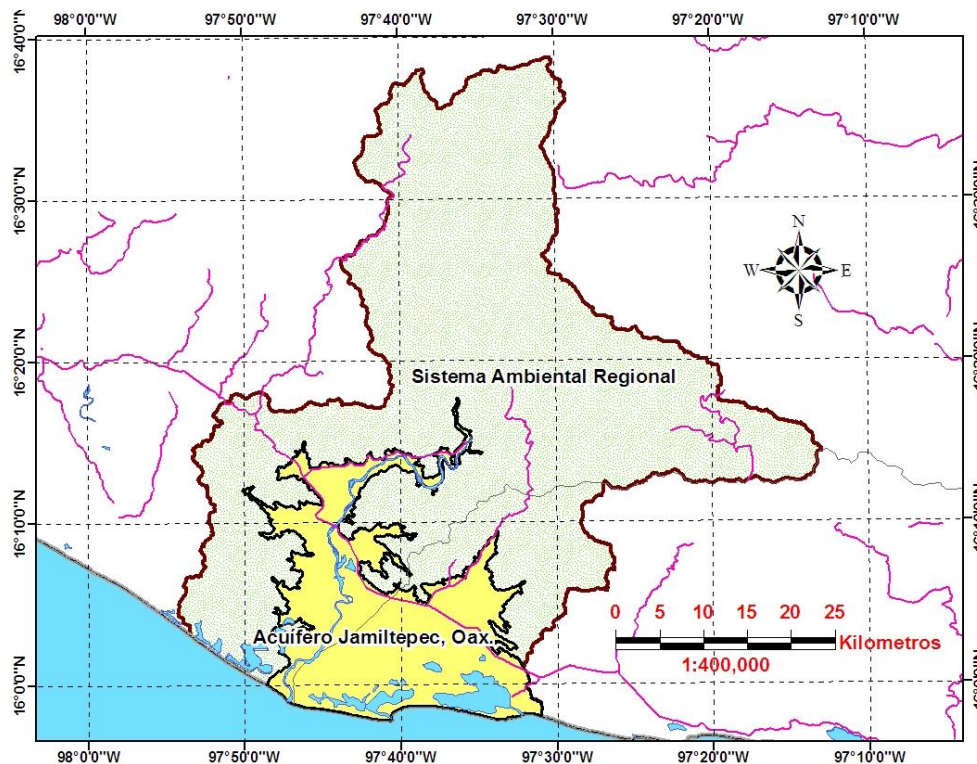 98°0'0"W 97°50'0"W 97°40'0"W 97°30'0"W 97°20'0"W 97°10'0"W
16°40'0"N
16°30'0"N
16°20'0"N
16°10'0"N
16°0'0"N
N
W E
S
Sistema Ambiental Regional
0 5 10 15 20 25
Kilometros
1:400,000
Acuífero Jamiltepec, Oax.
98°0'0"W 97°50'0"W 97°40'0"W 97°30'0"W 97°20'0"W 97°10'0"W